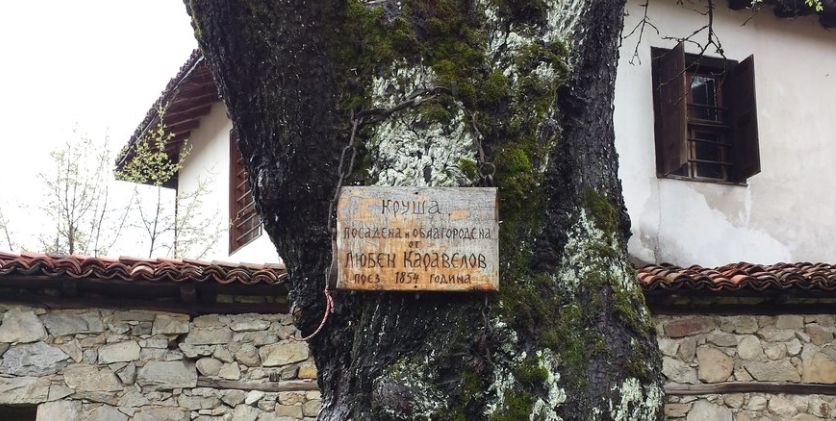 КРУША
ПОСАДЕНА И ОБЛАГОРОДЕНА
ОТ
ЛЮБЕН КАРАВЕЛОВ
ПРЕЗ 1854 ГОДИНА